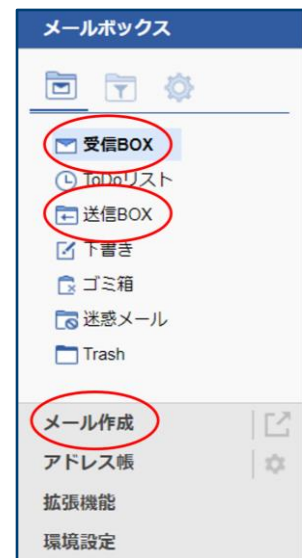 メールボックス
受信BOX
ToDoリスト
送信BOX
下書き
ゴミ箱
迷惑メール
Trash
メール作成
アドレス帳
拡張機能
環境設定